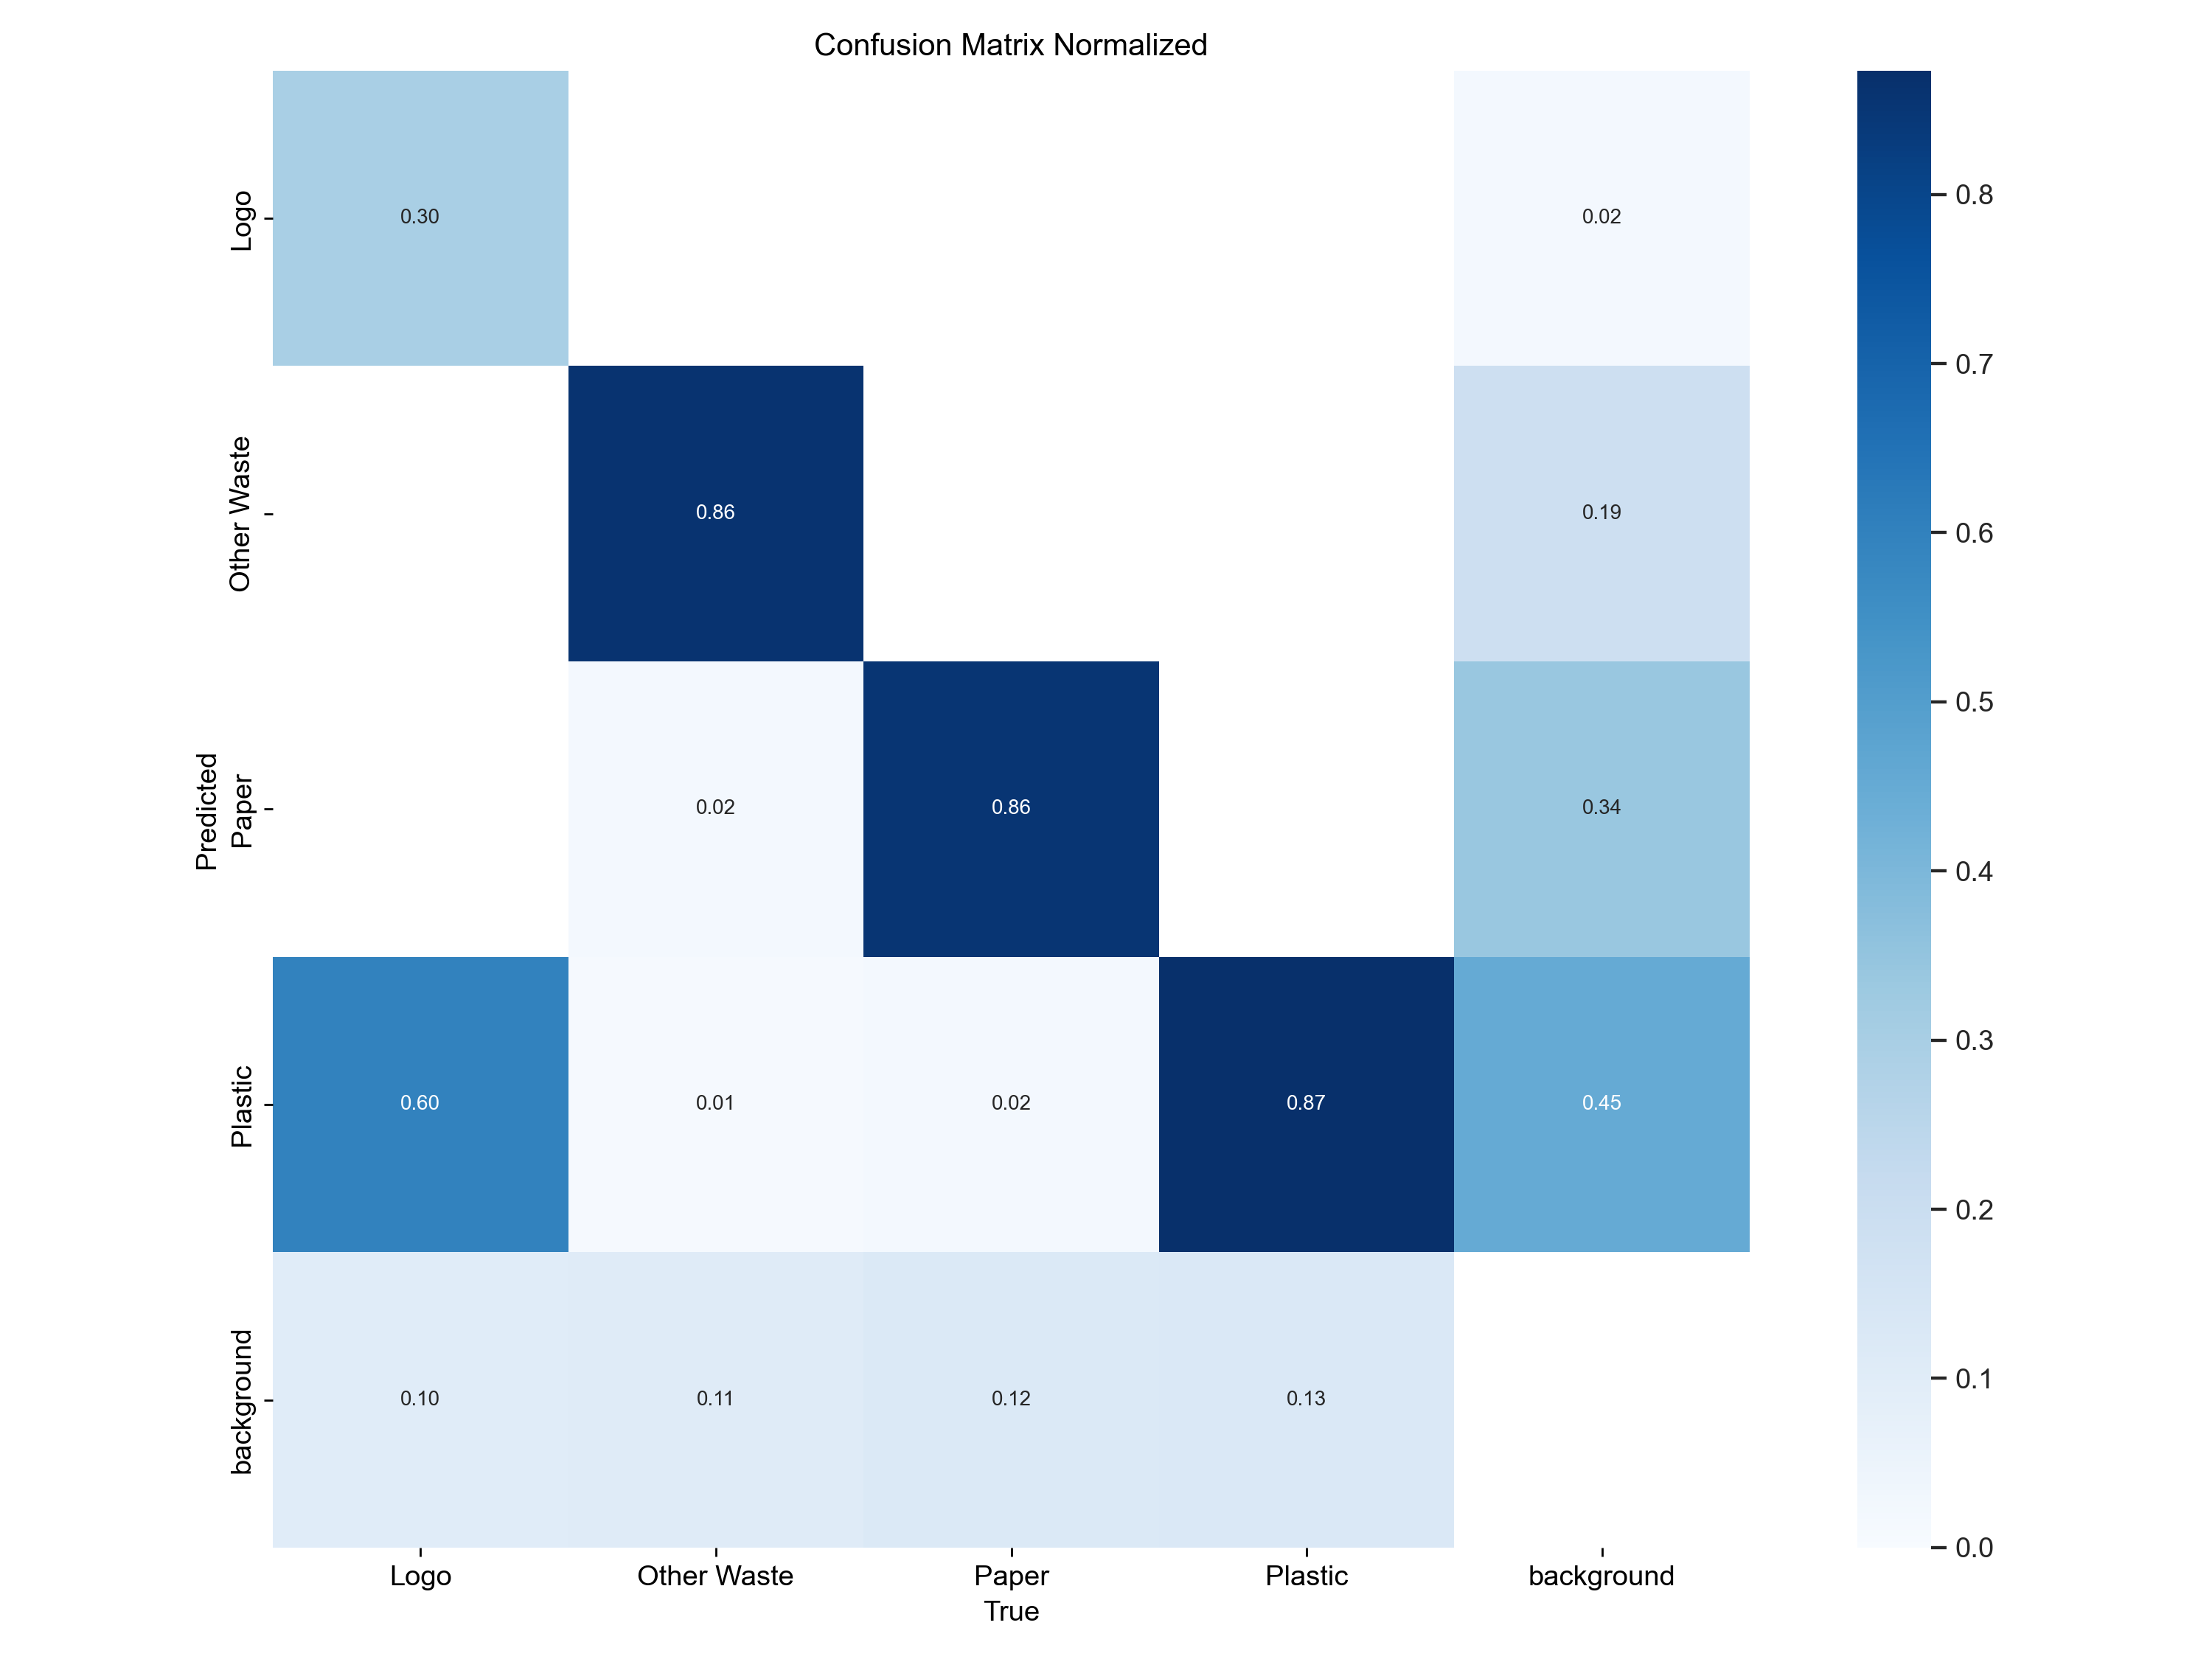 Confusion Matrix Normalized
Logo
0.30
0.02
Other Waste
0.86
0.19
Predicted
Paper
0.02
0.86
0.34
Plastic
0.60
0.01
0.02
0.87
0.45
background
0.10
0.11
0.12
0.13
Logo
Other Waste
Paper
Plastic
background
True
0.8
0.7
0.6
0.5
0.4
0.3
0.2
0.1
0.0